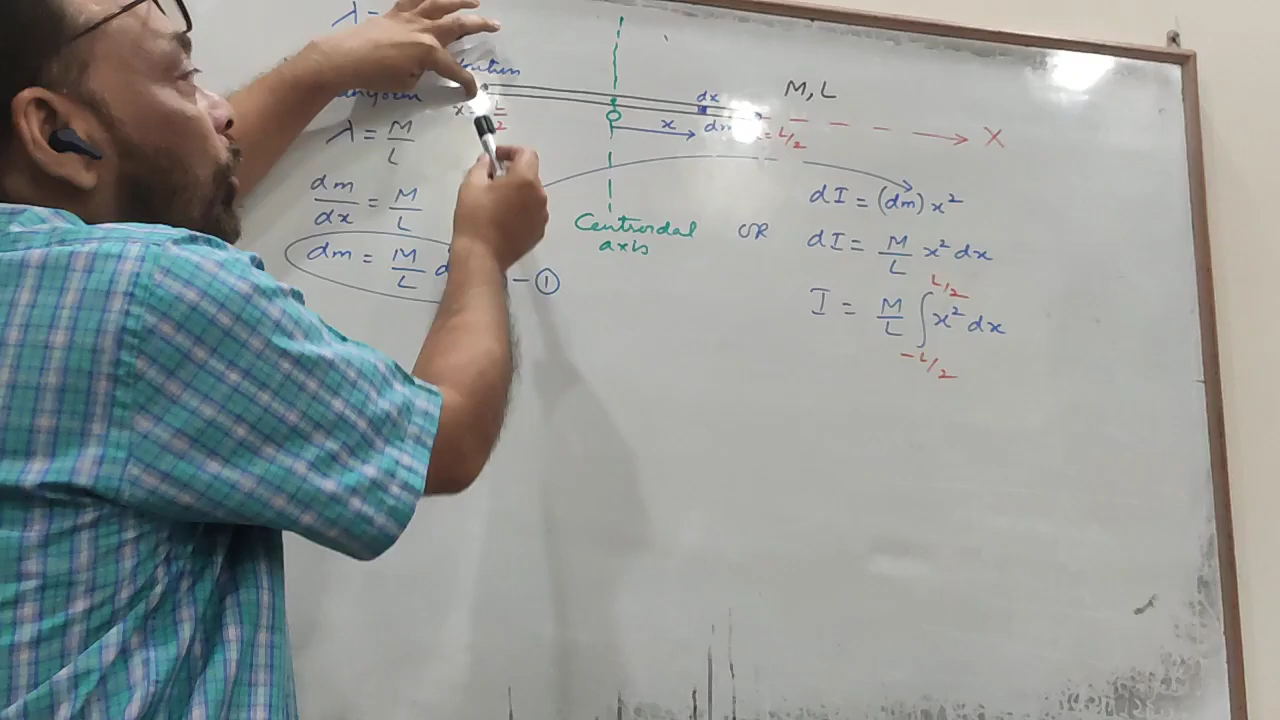 λ =
uniform
λ = M/L
dm/dx = M/L
dm = M/L d — ①
x = L/2
dx
x
dm
= L/2
M, L
X
Centroidal
axis
OR
dI = (dm) x²
dI = M/L x² dx
I = M/L ∫_{-L/2}^{L/2} x² dx